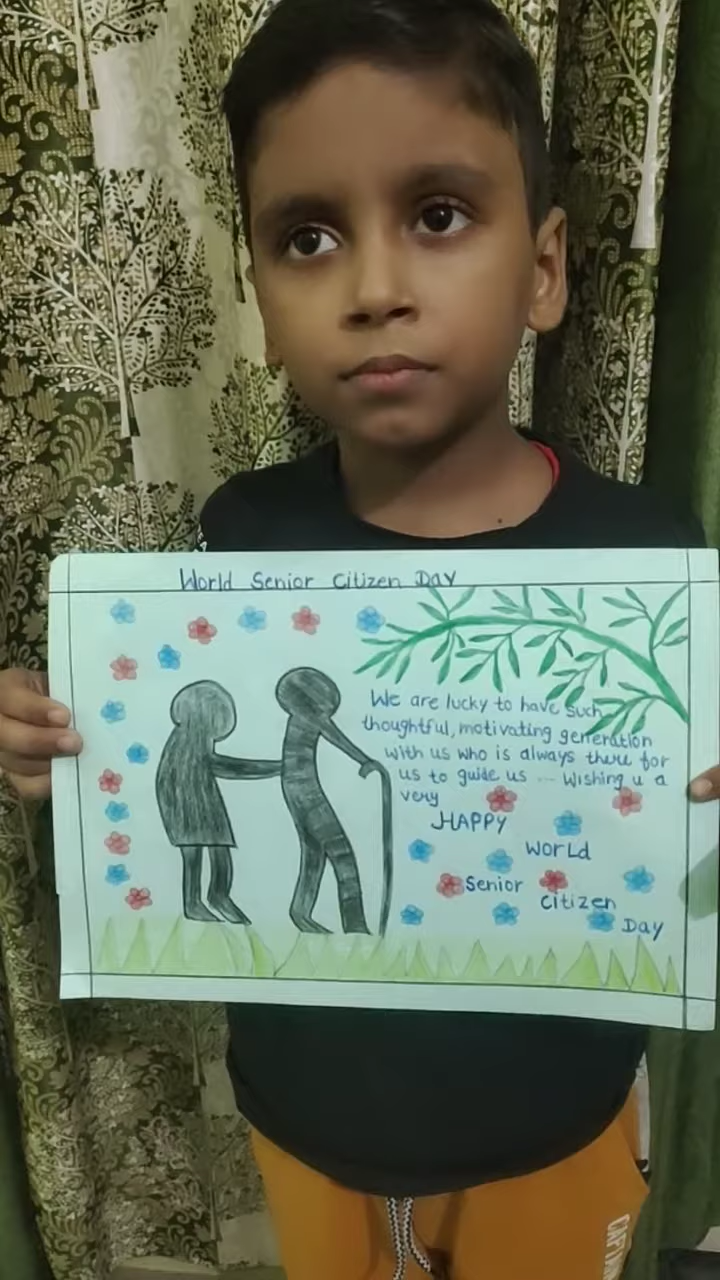 World Senior Citizen Day
We are lucky to have such
thoughtful, motivating generation
with us who is always there for
us to guide us ... Wishing u a
very
HAPPY
World
Senior
Citizen
Day